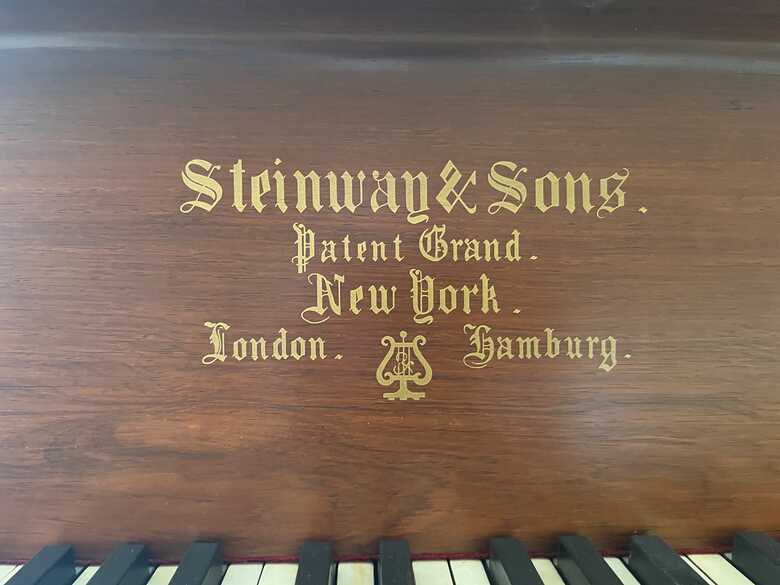 Steinway & Sons.
Patent Grand.
New York.
London. Hamburg.